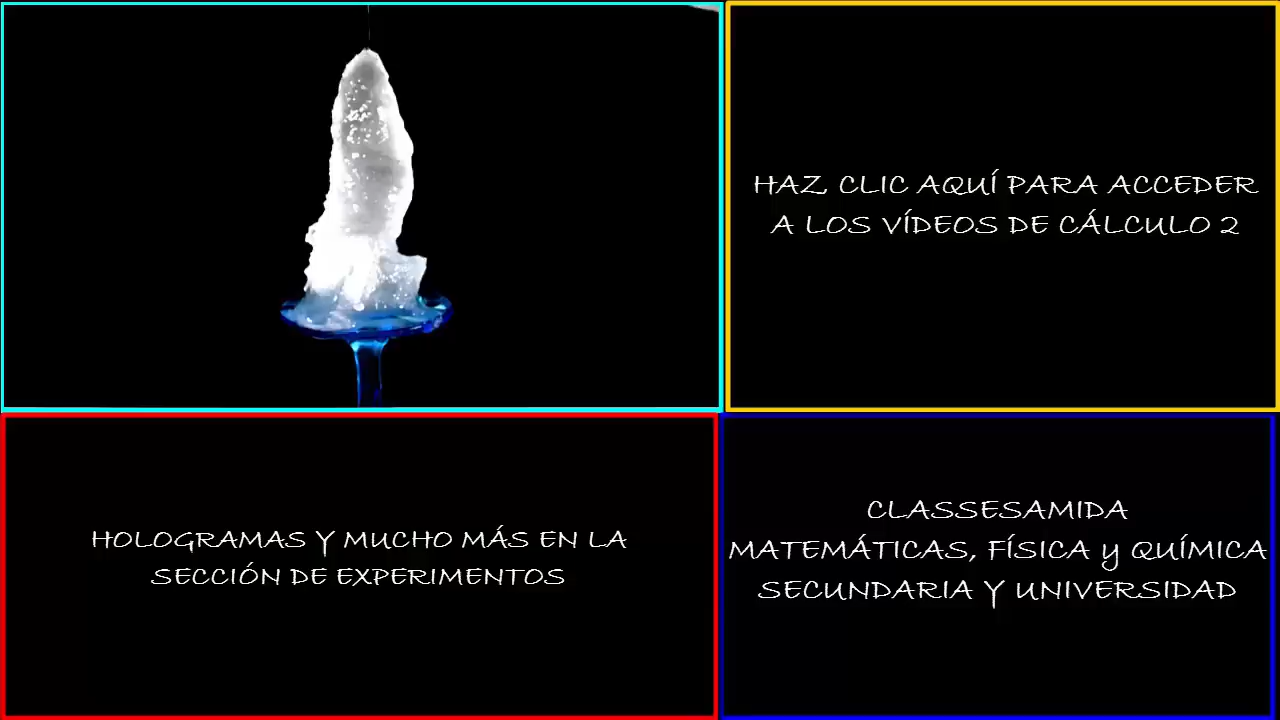 HAZ CLIC AQUÍ PARA ACCEDER
A LOS VÍDEOS DE CÁLCULO 2
HOLOGRAMAS Y MUCHO MÁS EN LA
SECCIÓN DE EXPERIMENTOS
CLASSESAMIDA
MATEMÁTICAS, FÍSICA y QUÍMICA
SECUNDARIA Y UNIVERSIDAD